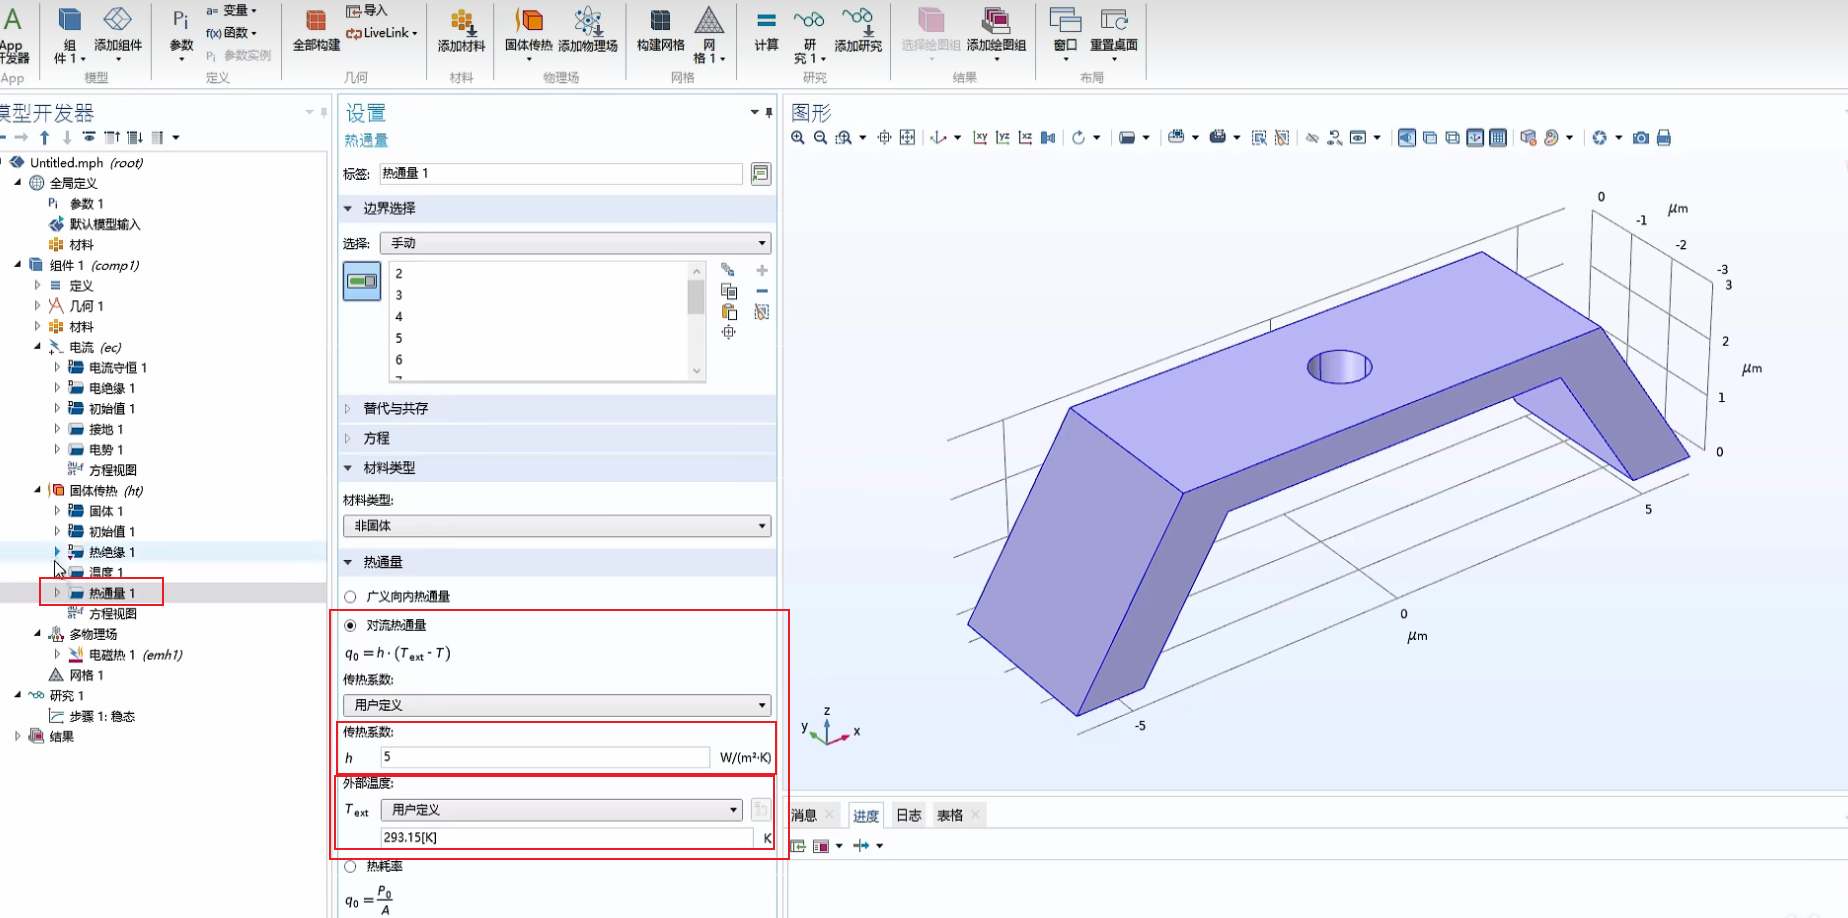 A
App
开发器
App
组
件 1
添加组件
模型
Pi
参数
a= 变量
f(x) 函数
Pi 参数实例
定义
全部构建
导入
LiveLink
几何
添加材料
材料
固体传热
添加物理场
物理场
构建网格
网
格 1
网格
计算
研
究 1
添加研究
研究
选择绘图组
添加绘图组
结果
窗口
重置桌面
布局
模型开发器
Untitled.mph (root)
全局定义
Pi 参数 1
默认模型输入
材料
组件 1 (comp1)
定义
几何 1
材料
电流 (ec)
电流守恒 1
电绝缘 1
初始值 1
接地 1
电势 1
方程视图
固体传热 (ht)
固体 1
初始值 1
热绝缘 1
温度 1
热通量 1
方程视图
多物理场
电磁热 1 (emh1)
网格 1
研究 1
步骤 1: 稳态
结果
设置
热通量
标签: 热通量 1
边界选择
选择: 手动
2
3
4
5
6
替代与共存
方程
材料类型
材料类型:
非固体
热通量
广义向内热通量
对流热通量
q₀ = h · (Text - T)
传热系数:
用户定义
传热系数:
h 5 W/(m²·K)
外部温度:
Text 用户定义
293.15[K] K
热耗率
q₀ = P₀/A
图形
xy yz xz
0
-1
-2
-3
μm
3
2
1
0
μm
5
0
-5
μm
z
y
x
消息 进度 日志 表格